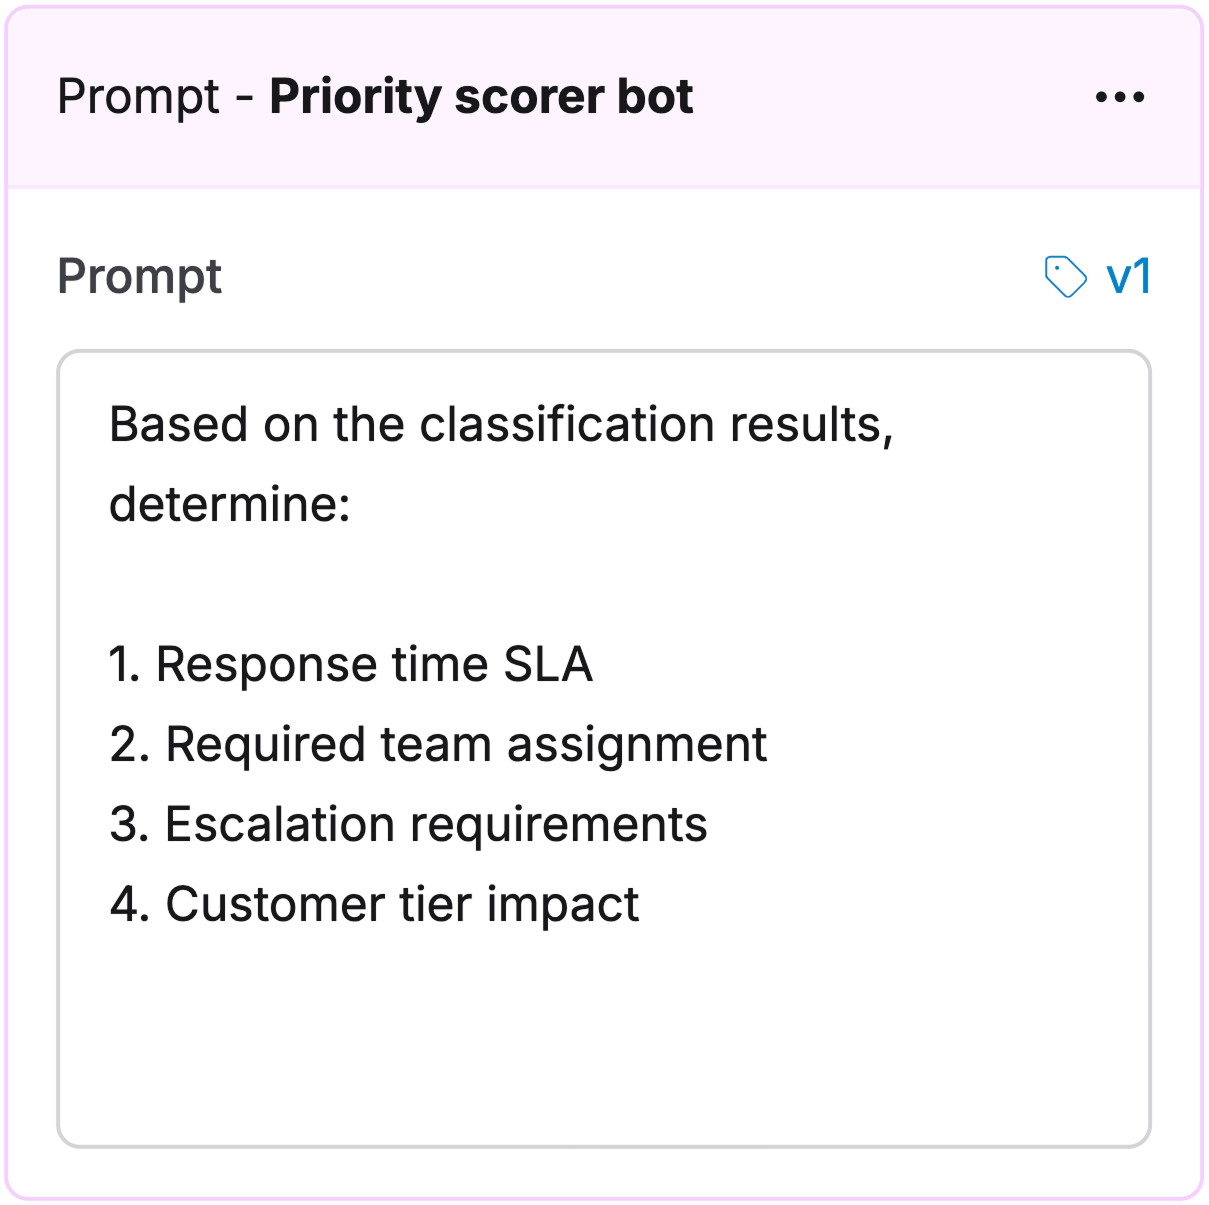 Prompt - Priority scorer bot
Prompt
v1
Based on the classification results,
determine:
1. Response time SLA
2. Required team assignment
3. Escalation requirements
4. Customer tier impact